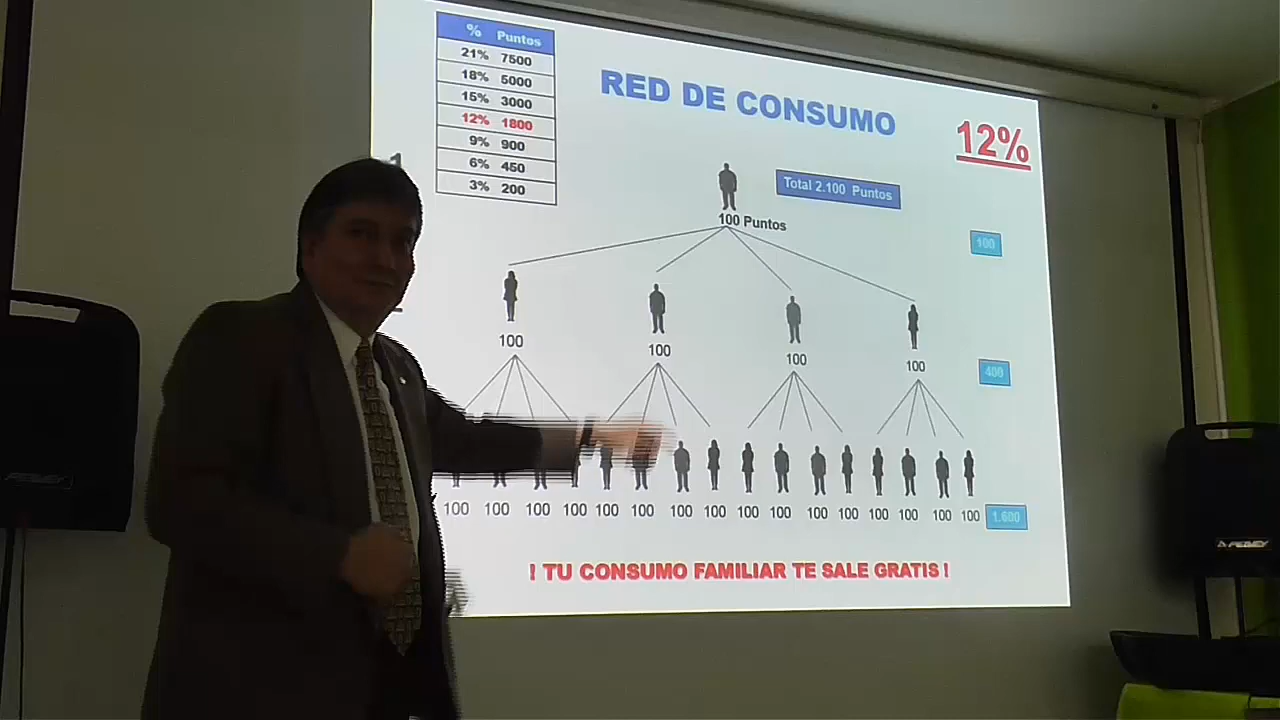 % Puntos
21% 7500
18% 5000
15% 3000
12% 1800
9% 900
6% 450
3% 200
RED DE CONSUMO
12%
1
Total 2.100 Puntos
100 Puntos
100
100 100 100 100
400
100 100 100 100 100 100 100 100 100 100 100 100 100 100 100 100
1.600
¡ TU CONSUMO FAMILIAR TE SALE GRATIS !